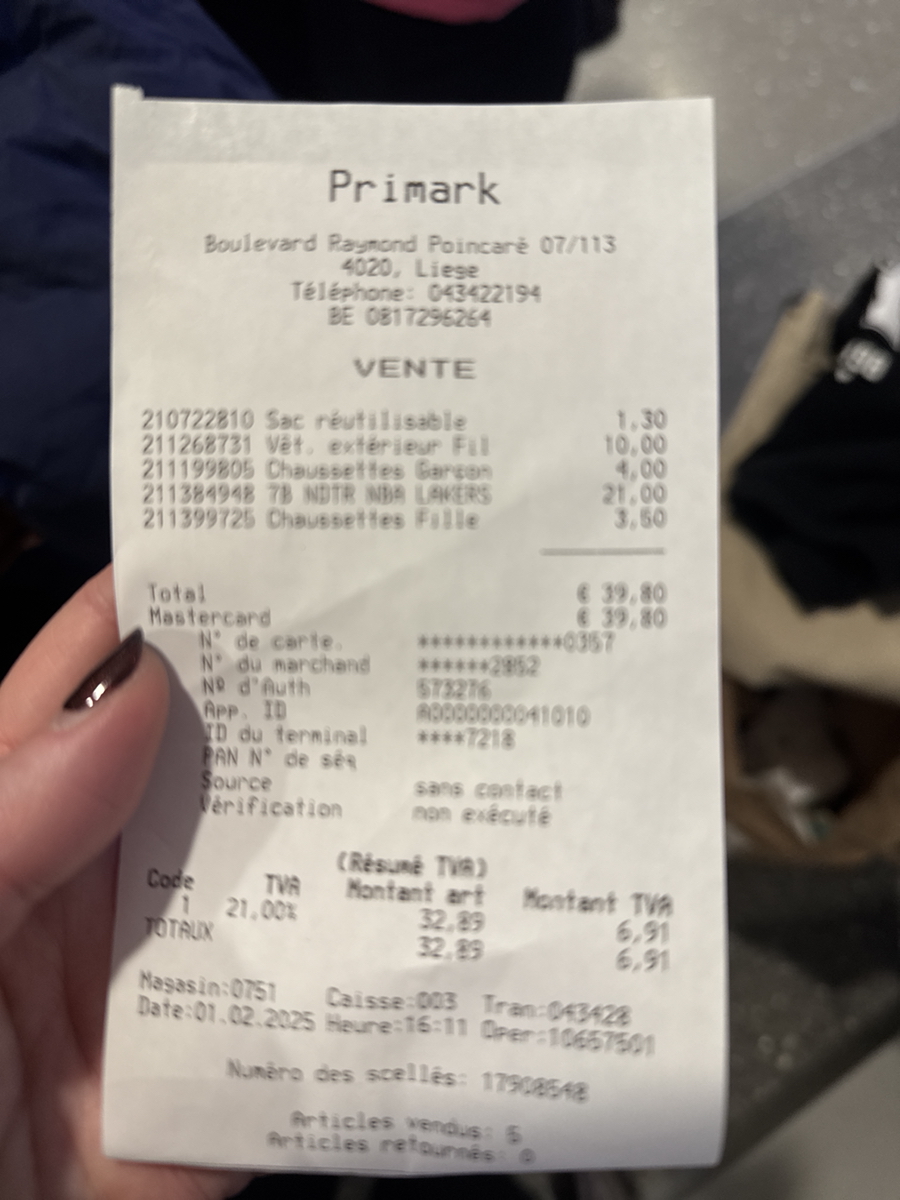 Primark
Boulevard Raymond Poincaré 07/113
4020, Liege
Téléphone: 043422194
BE 0817296264
VENTE
210722810 Sac réutilisable 1,30
211268731 Vêt. extérieur Fil 10,00
211199805 Chaussettes Garcon 4,00
211384948 7B NDTR NBA LAKERS 21,00
211399725 Chaussettes Fille 3,50
Total € 39,80
Mastercard € 39,80
N° de carte. ************0357
N° du marchand ******2852
Nº d'Auth 573276
App. ID A0000000041010
ID du terminal ****7218
PAN N° de séq
Source sans contact
Vérification non exécuté
(Résumé TVA)
Code TVA Montant art Montant TVA
1 21,00% 32,89 6,91
TOTAUX 32,89 6,91
Magasin:0751 Caisse:003 Tran:043428
Date:01.02.2025 Heure:16:11 Oper:10657501
Numéro des scellés: 17908548
Articles vendus: 5
Articles retournés: 0